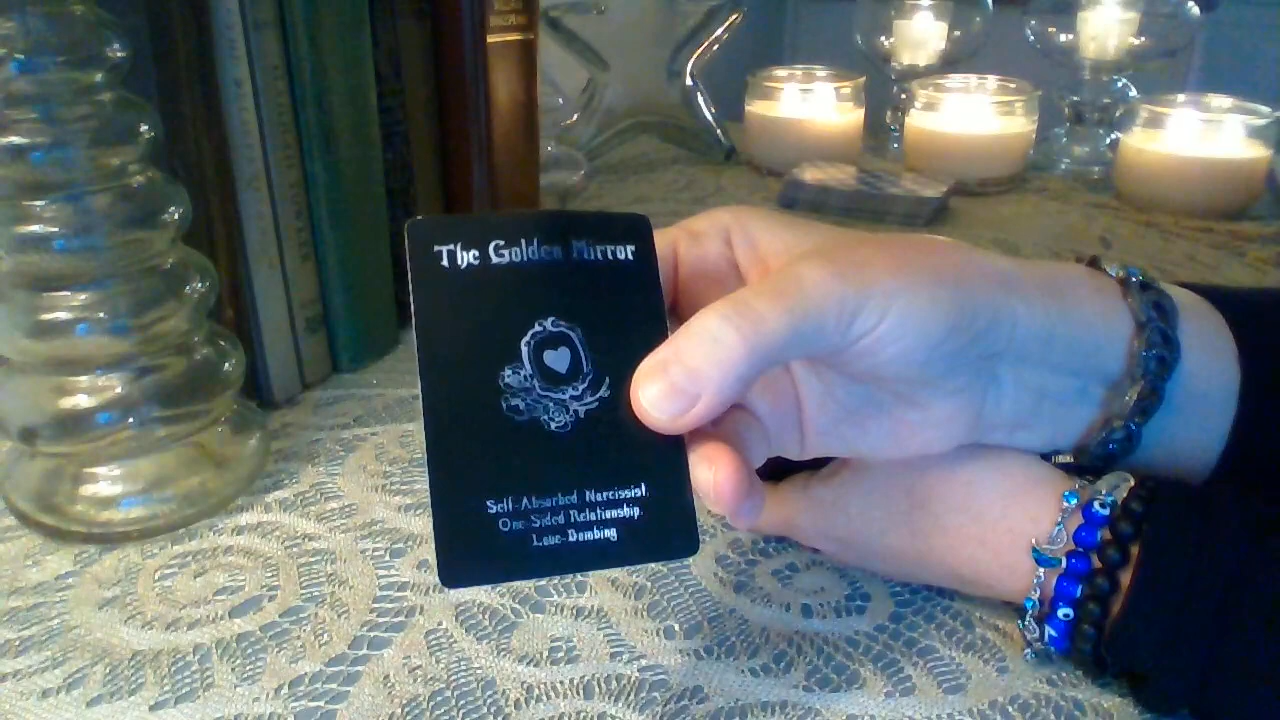 The Golden Mirror
Self-Absorbed Narcissist,
One-Sided Relationship,
Love-Bombing